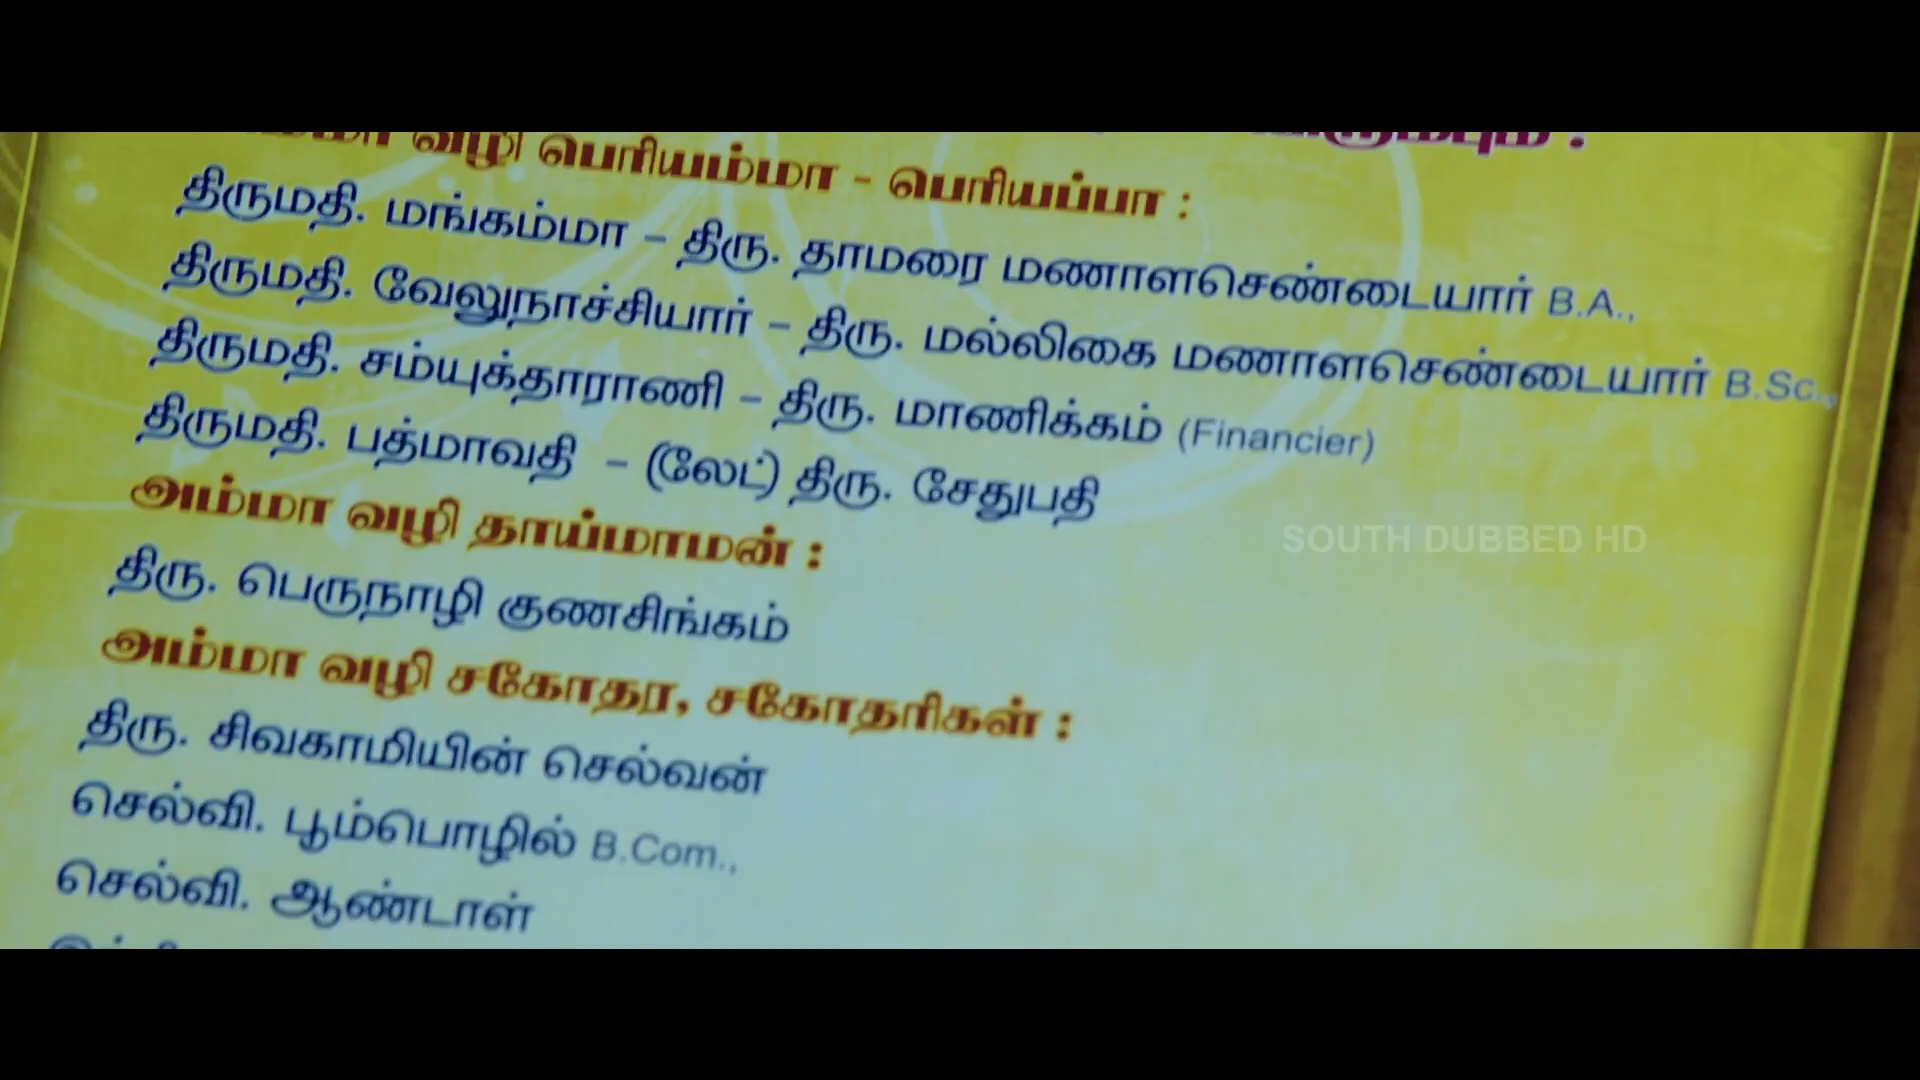 வழி பெரியம்மா - பெரியப்பா :
திருமதி. மங்கம்மா – திரு. தாமரை மணாளசெண்டையார் B.A.,
திருமதி. வேலுநாச்சியார் – திரு. மல்லிகை மணாளசெண்டையார் B.Sc.,
திருமதி. சம்யுக்தாராணி – திரு. மாணிக்கம் (Financier)
திருமதி. பத்மாவதி – (லேட்) திரு. சேதுபதி
அம்மா வழி தாய்மாமன் :
திரு. பெருநாழி குணசிங்கம்
அம்மா வழி சகோதர, சகோதரிகள் :
திரு. சிவகாமியின் செல்வன்
செல்வி. பூம்பொழில் B.Com.,
செல்வி. ஆண்டாள்
SOUTH DUBBED HD